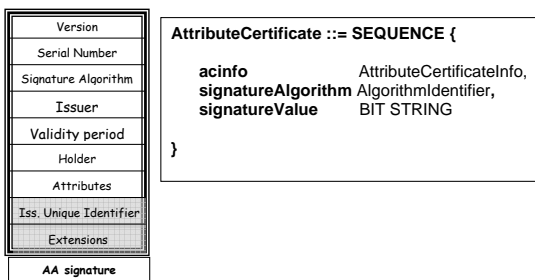 Version
Serial Number
Signature Algorithm
Issuer
Validity period
Holder
Attributes
Iss. Unique Identifier
Extensions
AA signature
AttributeCertificate ::= SEQUENCE {
acinfo AttributeCertificateInfo,
signatureAlgorithm AlgorithmIdentifier,
signatureValue BIT STRING
}